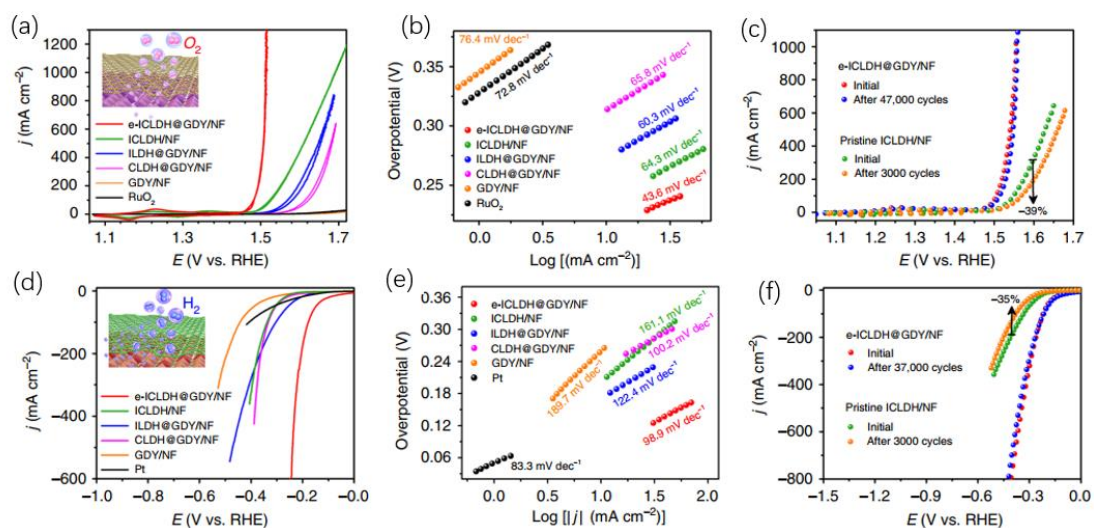 (a)
O₂
j (mA cm⁻²)
1200
1000
800
600
400
200
0
e-ICLDH@GDY/NF
ICLDH/NF
ILDH@GDY/NF
CLDH@GDY/NF
GDY/NF
RuO₂
1.1
1.3
1.5
1.7
E (V vs. RHE)
(b)
Overpotential (V)
0.35
0.30
0.25
76.4 mV dec⁻¹
72.8 mV dec⁻¹
65.8 mV dec⁻¹
60.3 mV dec⁻¹
64.3 mV dec⁻¹
43.6 mV dec⁻¹
e-ICLDH@GDY/NF
ICLDH/NF
ILDH@GDY/NF
CLDH@GDY/NF
GDY/NF
RuO₂
0.0
0.5
1.0
1.5
2.0
Log [(mA cm⁻²)]
(c)
j (mA cm⁻²)
1000
800
600
400
200
0
e-ICLDH@GDY/NF
Initial
After 47,000 cycles
Pristine ICLDH/NF
Initial
After 3000 cycles
–39%
1.1
1.2
1.3
1.4
1.5
1.6
1.7
E (V vs. RHE)
(d)
H₂
j (mA cm⁻²)
0
–200
–400
–600
e-ICLDH@GDY/NF
ICLDH/NF
ILDH@GDY/NF
CLDH@GDY/NF
GDY/NF
Pt
–1.0
–0.8
–0.6
–0.4
–0.2
–0.0
E (V vs. RHE)
(e)
Overpotential (V)
0.36
0.30
0.24
0.18
0.12
0.06
e-ICLDH@GDY/NF
ICLDH/NF
ILDH@GDY/NF
CLDH@GDY/NF
GDY/NF
Pt
161.1 mV dec⁻¹
100.2 mV dec⁻¹
189.7 mV dec⁻¹
122.4 mV dec⁻¹
98.9 mV dec⁻¹
83.3 mV dec⁻¹
0.0
0.5
1.0
1.5
2.0
Log [|j| (mA cm⁻²)]
(f)
j (mA cm⁻²)
0
–200
–400
–600
–800
–35%
e-ICLDH@GDY/NF
Initial
After 37,000 cycles
Pristine ICLDH/NF
Initial
After 3000 cycles
–1.5
–1.2
–0.9
–0.6
–0.3
0.0
E (V vs. RHE)